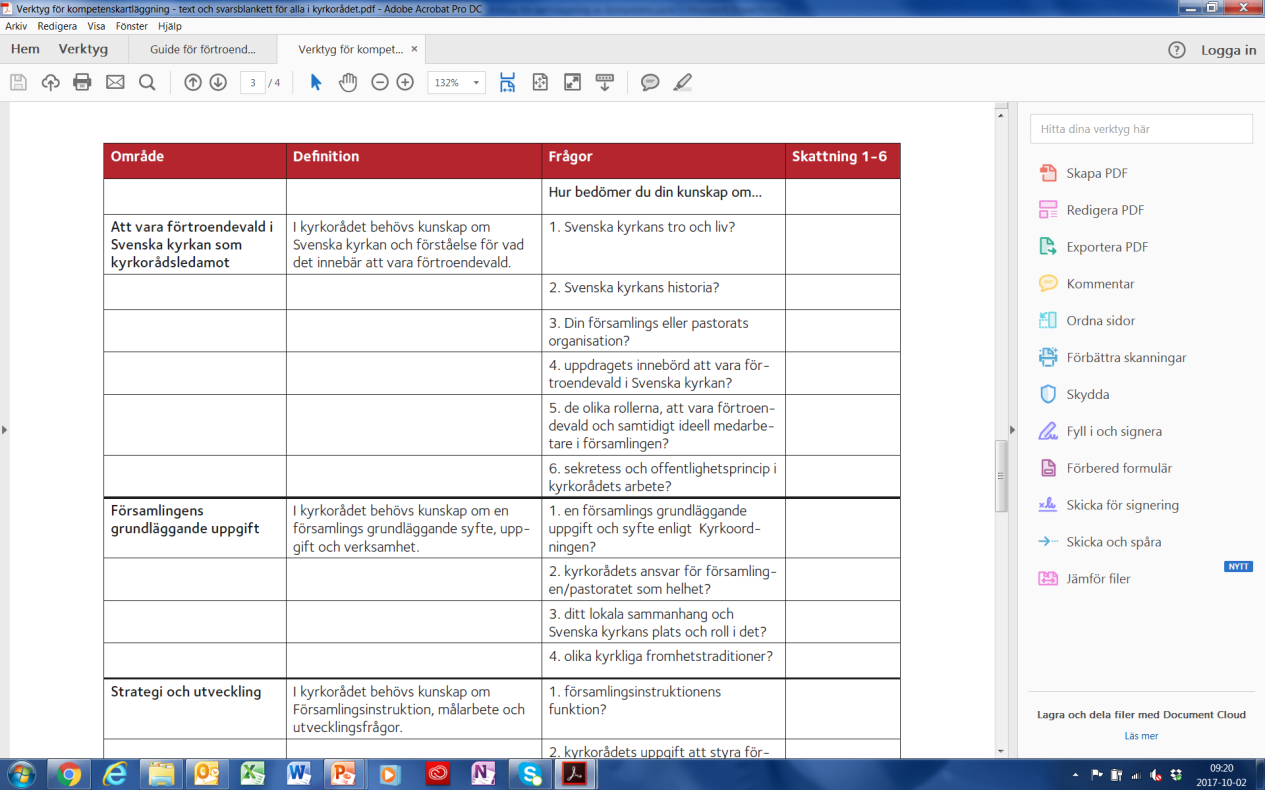 Verktyg för kompetenskartläggning - text och svarsblankett för alla i kyrkorådet.pdf - Adobe Acrobat Pro DC
Arkiv Redigera Visa Fönster Hjälp
Hem Verktyg Guide för förtroend... Verktyg för kompet... × ? Logga in
3 / 4 132%
Område Definition Frågor Skattning 1-6
Hur bedömer du din kunskap om...
Att vara förtroendevald i
Svenska kyrkan som
kyrkorådsledamot
I kyrkorådet behövs kunskap om
Svenska kyrkan och förståelse för vad
det innebär att vara förtroendevald.
1. Svenska kyrkans tro och liv?
2. Svenska kyrkans historia?
3. Din församlings eller pastorats
organisation?
4. uppdragets innebörd att vara för-
troendevald i Svenska kyrkan?
5. de olika rollerna, att vara förtroen-
devald och samtidigt ideell medarbe-
tare i församlingen?
6. sekretess och offentlighetsprincip i
kyrkorådets arbete?
Församlingens
grundläggande uppgift
I kyrkorådet behövs kunskap om en
församlings grundläggande syfte, upp-
gift och verksamhet.
1. en församlings grundläggande
uppgift och syfte enligt Kyrkoord-
ningen?
2. kyrkorådets ansvar för församling-
en/pastoratet som helhet?
3. ditt lokala sammanhang och
Svenska kyrkans plats och roll i det?
4. olika kyrkliga fromhetstraditioner?
Strategi och utveckling
I kyrkorådet behövs kunskap om
Församlingsinstruktion, målarbete och
utvecklingsfrågor.
1. församlingsinstruktionens
funktion?
2. kyrkorådets uppgift att styra för-
Hitta dina verktyg här
Skapa PDF
Redigera PDF
Exportera PDF
Kommentar
Ordna sidor
Förbättra skanningar
Skydda
Fyll i och signera
Förbered formulär
Skicka för signering
Skicka och spåra
NYTT
Jämför filer
Lagra och dela filer med Document Cloud
Läs mer
09:20
2017-10-02